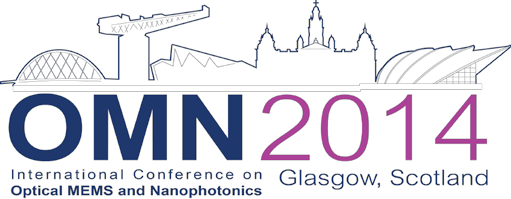 OMN2014
International Conference on
Optical MEMS and Nanophotonics
Glasgow, Scotland